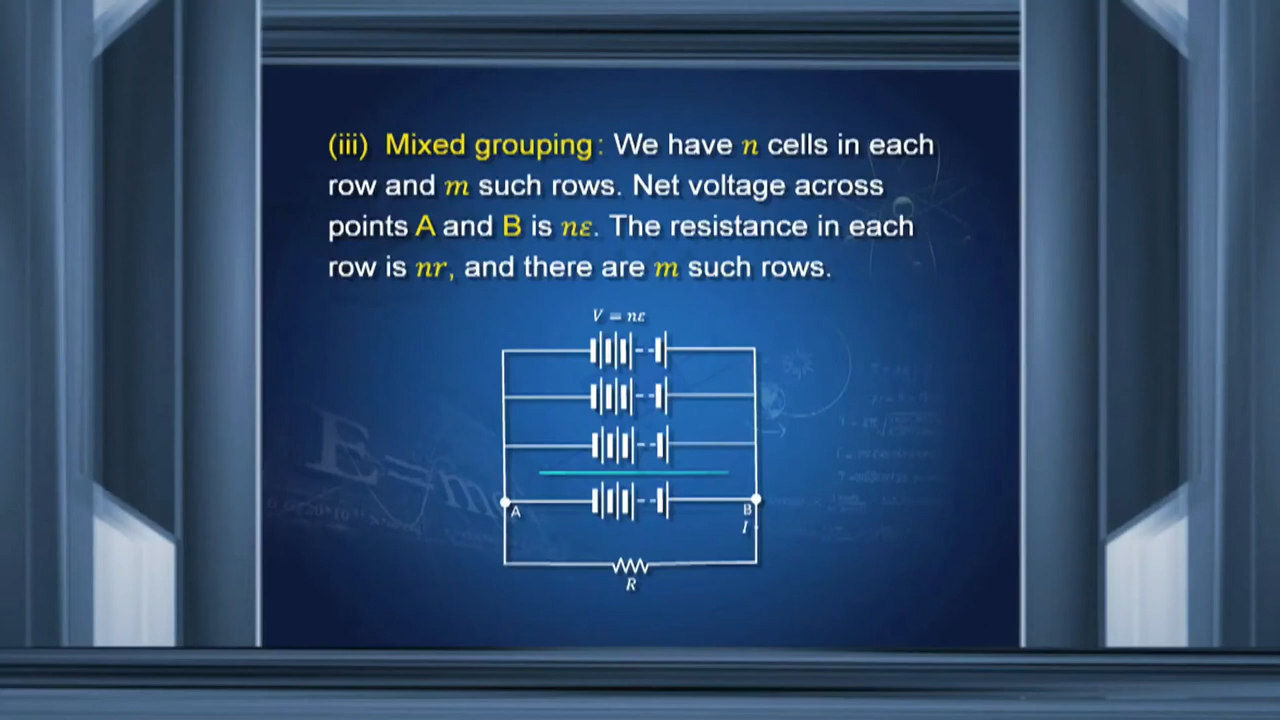 (iii) Mixed grouping: We have n cells in each
row and m such rows. Net voltage across
points A and B is nε. The resistance in each
row is nr, and there are m such rows.
V = nε
A
B
I
R
E=mc